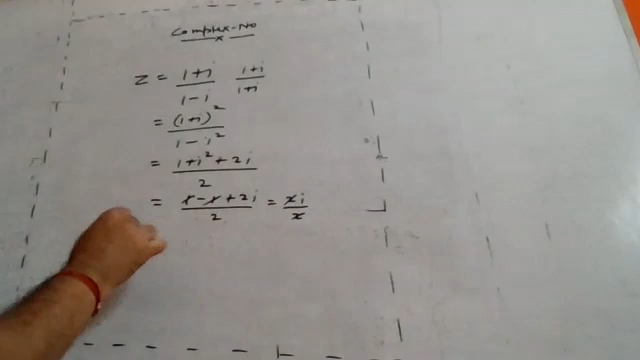 Complex-No
z = 1+i/1-i 1+i/1+i
= (1+i)²/1-i²
= 1+i²+2i/2
= 1-1+2i/2 = 2i/2